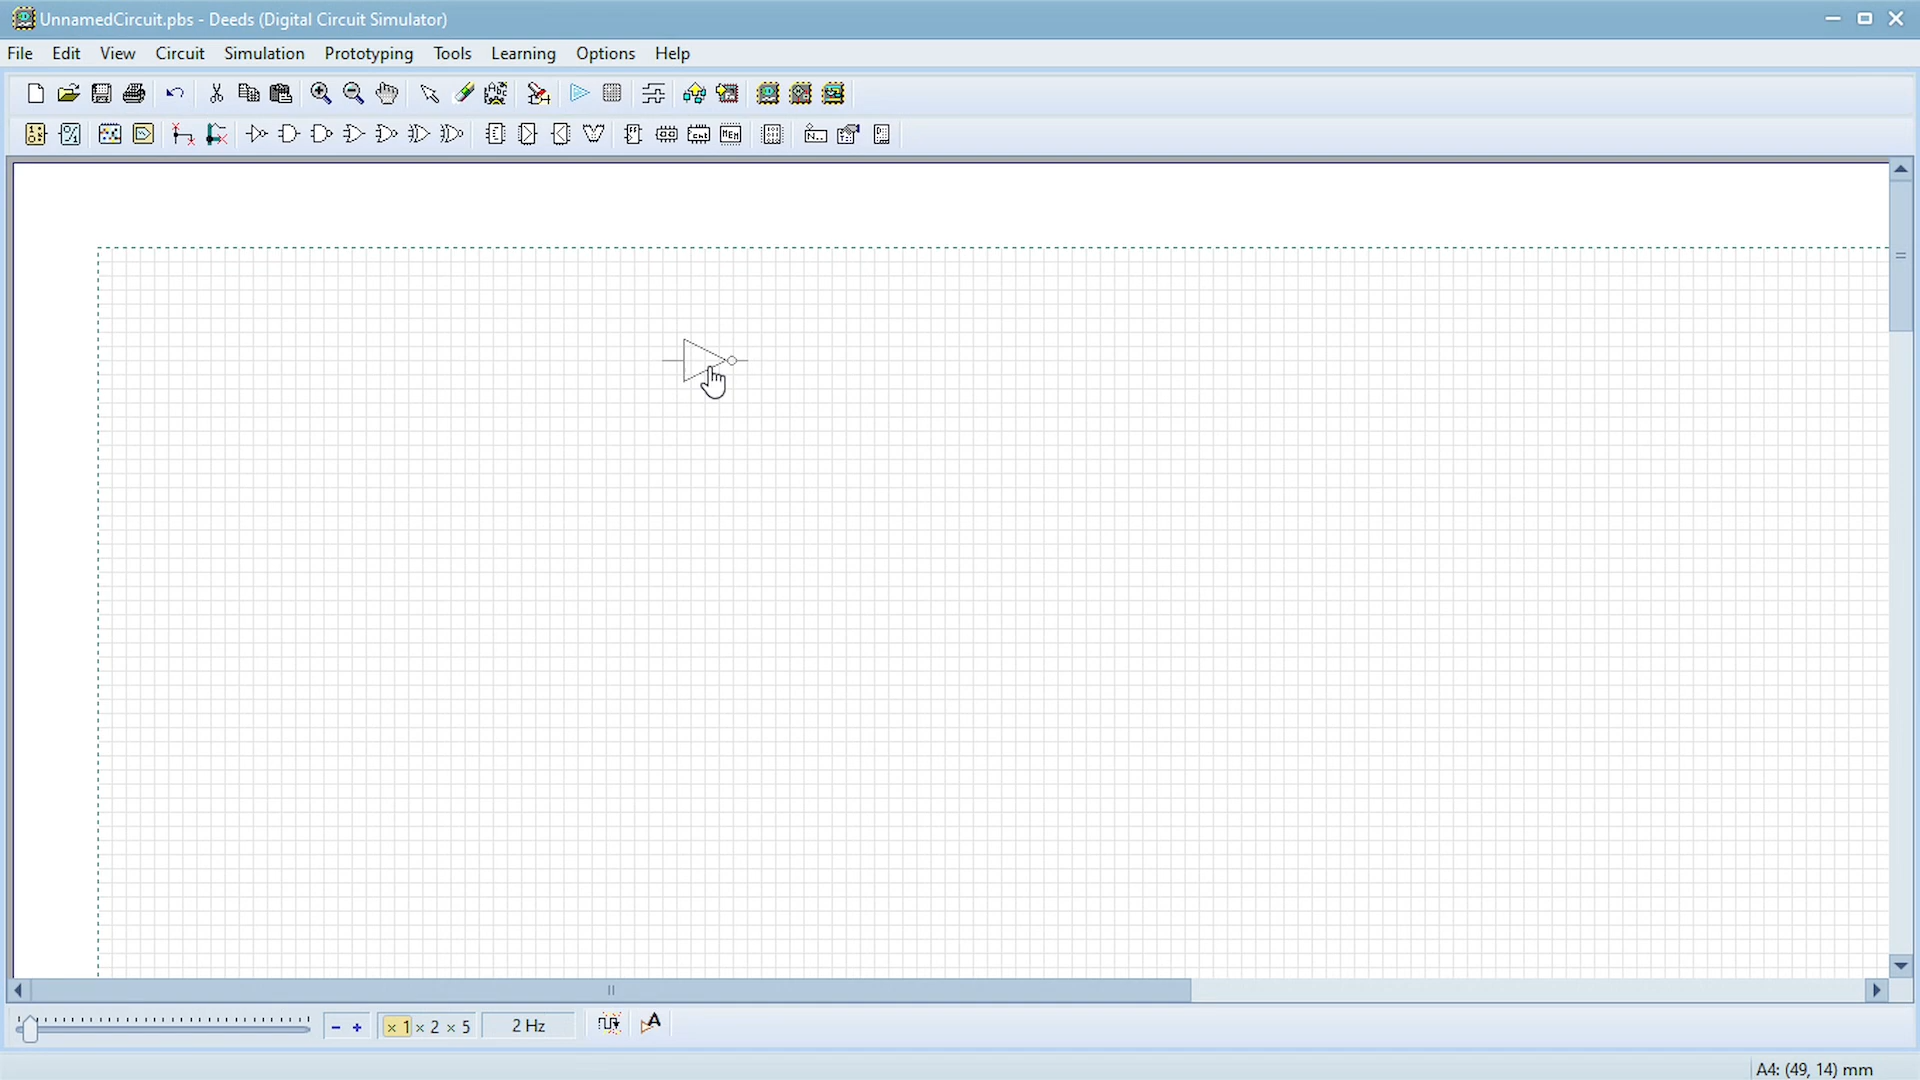 UnnamedCircuit.pbs - Deeds (Digital Circuit Simulator)
File Edit View Circuit Simulation Prototyping Tools Learning Options Help
x 1 x 2 x 5 2 Hz A
A4: (49, 14) mm